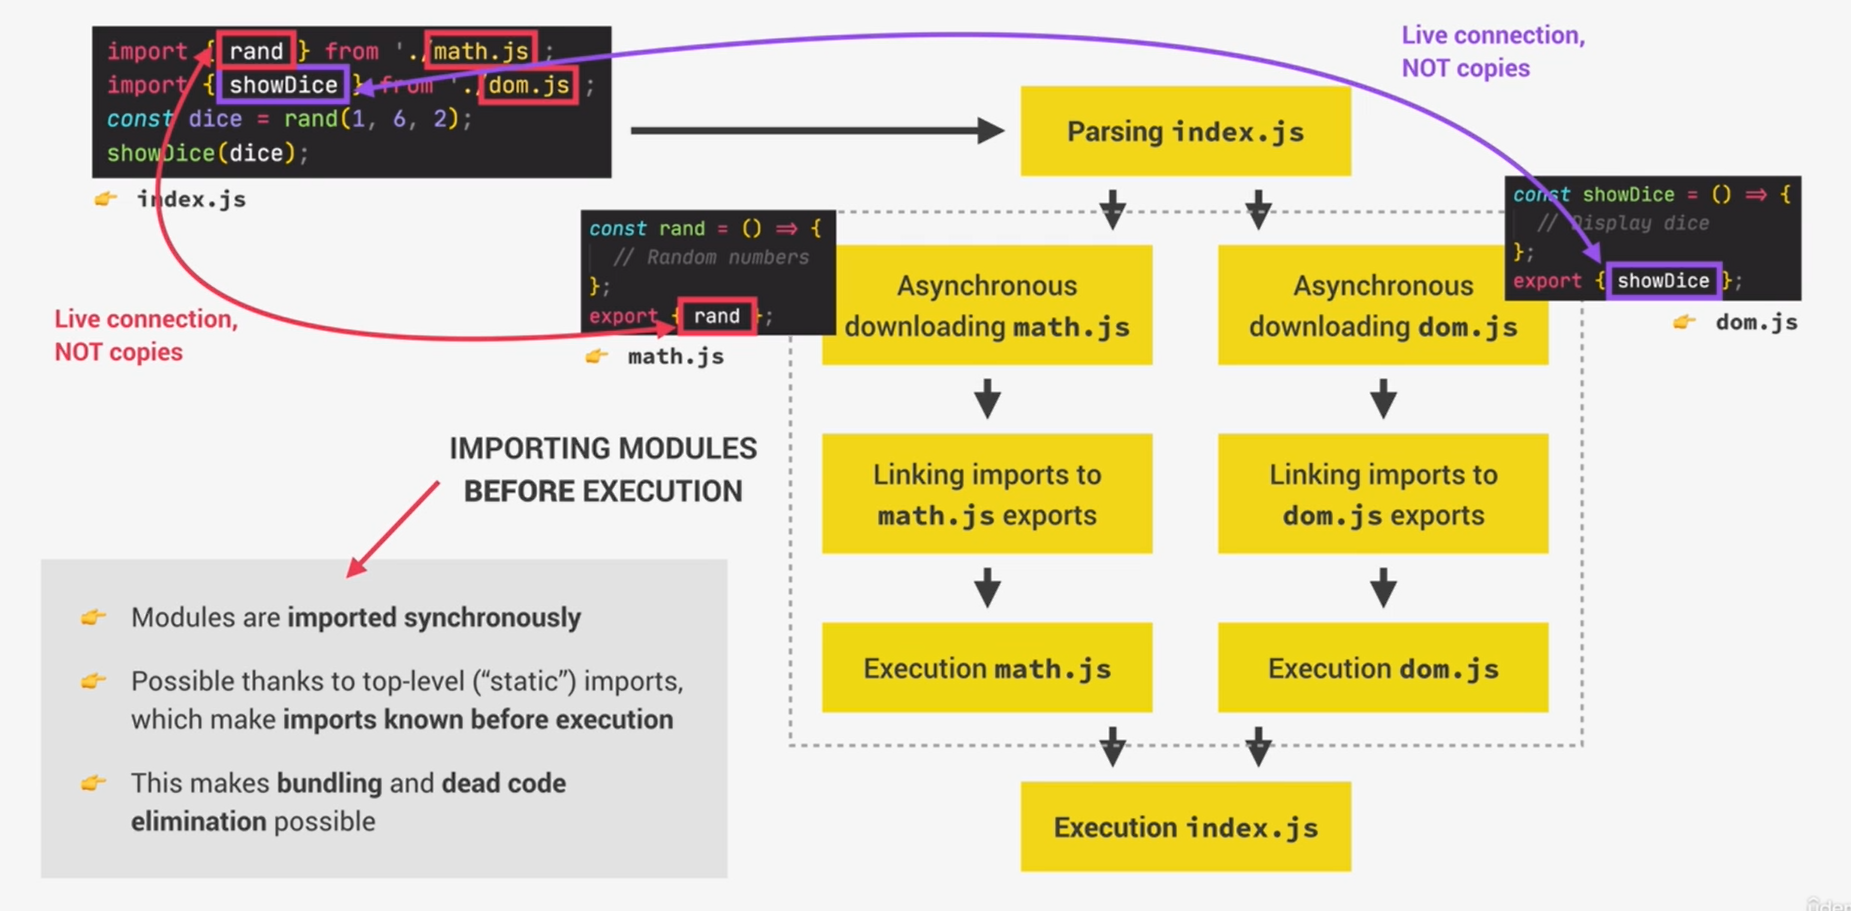 import { rand } from './math.js ;
import { showDice } from './dom.js ;
const dice = rand(1, 6, 2);
showDice(dice);
👉 index.js
Live connection,
NOT copies
Parsing index.js
const rand = () => {
// Random numbers
};
export { rand };
👉 math.js
const showDice = () => {
// Display dice
};
export { showDice };
👉 dom.js
Live connection,
NOT copies
Asynchronous
downloading math.js
Asynchronous
downloading dom.js
Linking imports to
math.js exports
Linking imports to
dom.js exports
Execution math.js
Execution dom.js
Execution index.js
IMPORTING MODULES
BEFORE EXECUTION
👉 Modules are imported synchronously
👉 Possible thanks to top-level (“static”) imports,
which make imports known before execution
👉 This makes bundling and dead code
elimination possible